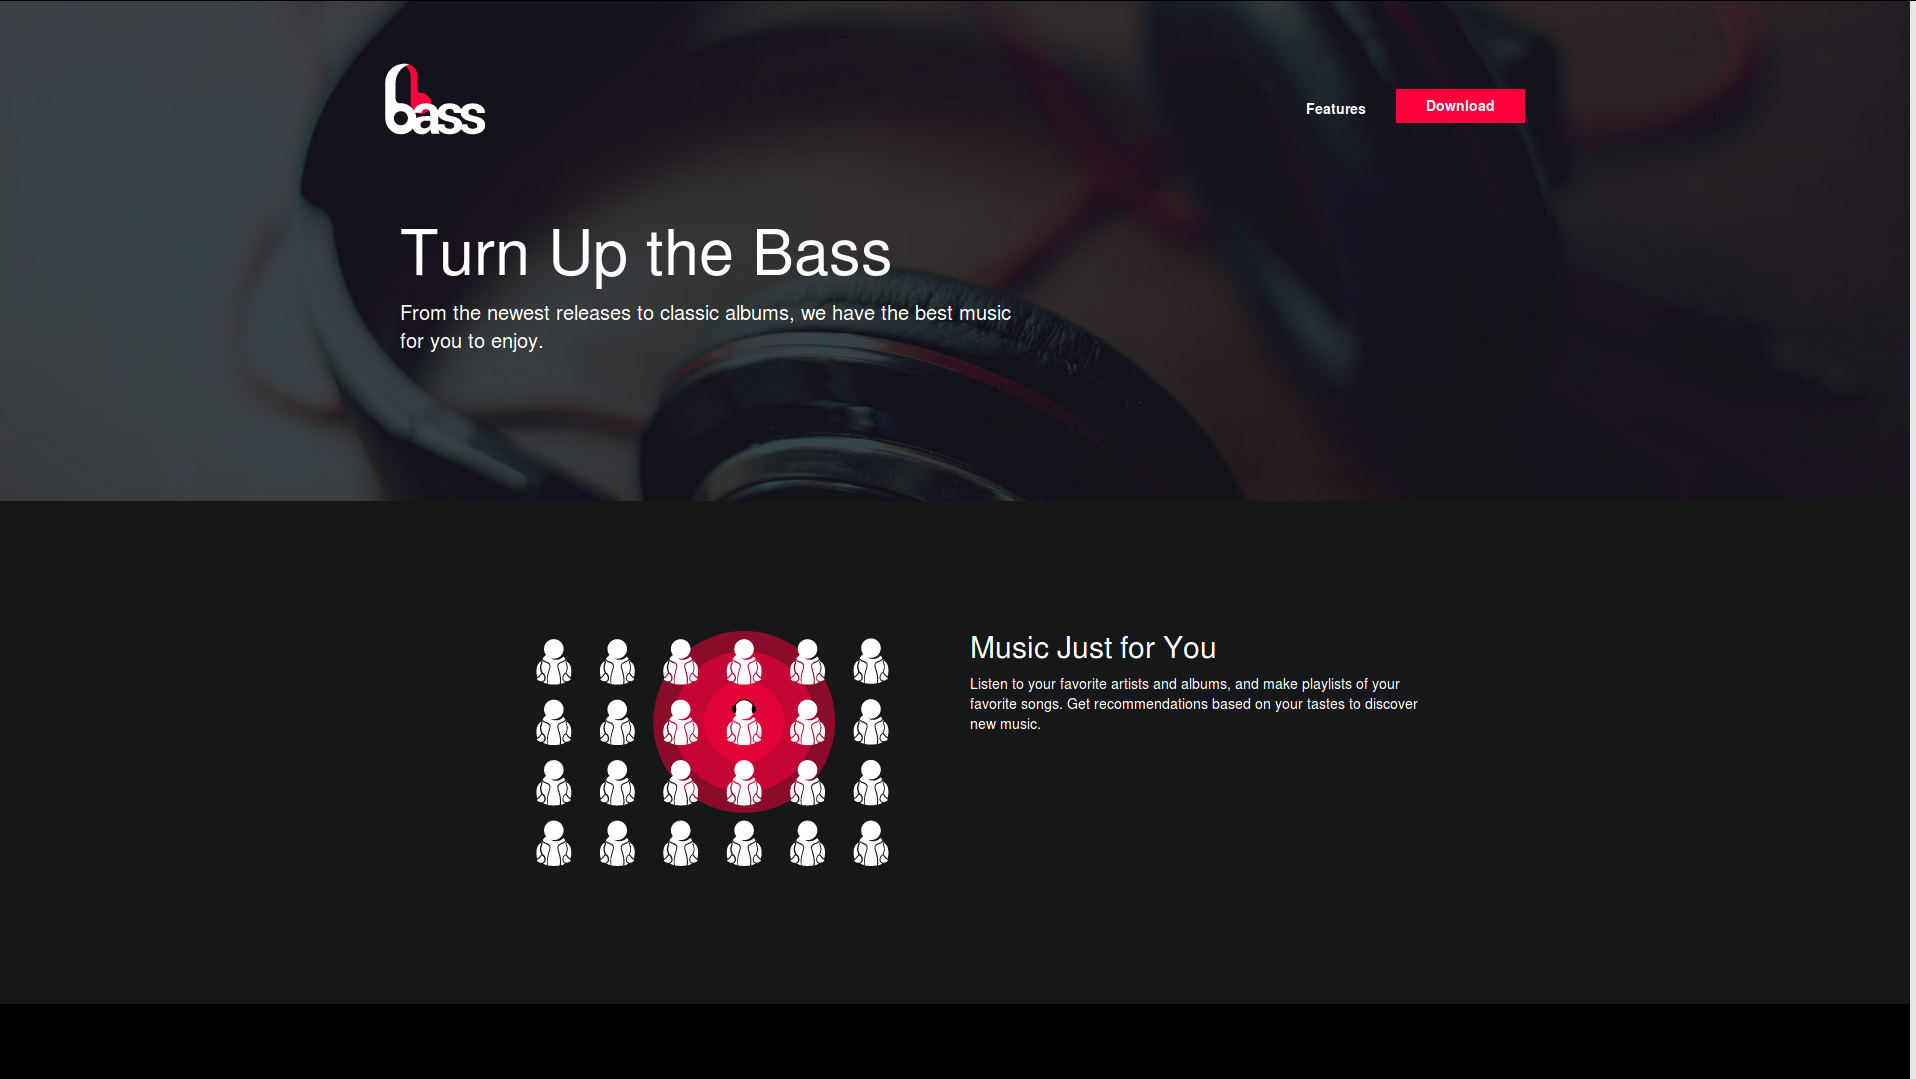 bass
Features
Download
Turn Up the Bass
From the newest releases to classic albums, we have the best music
for you to enjoy.
Music Just for You
Listen to your favorite artists and albums, and make playlists of your
favorite songs. Get recommendations based on your tastes to discover
new music.